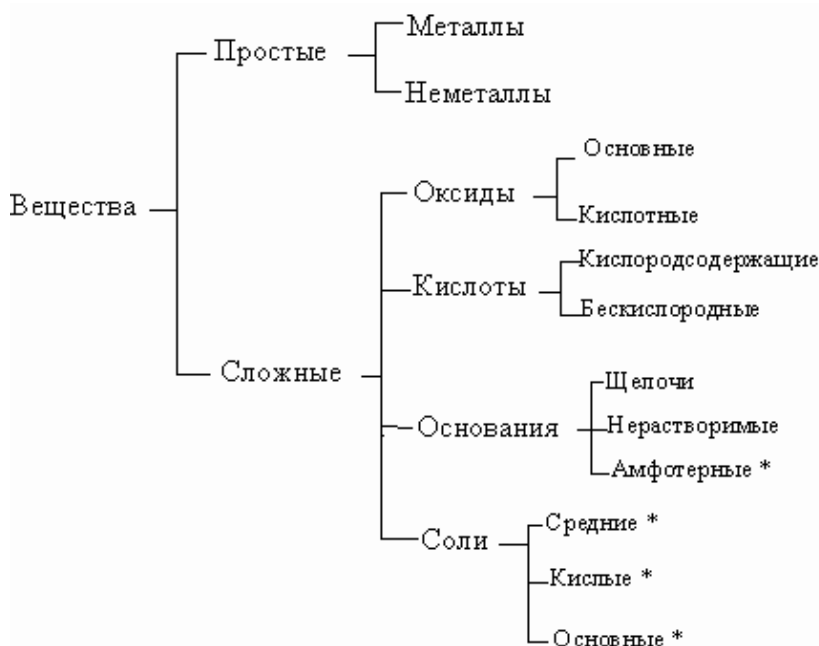 Вещества
Простые
Металлы
Неметаллы
Сложные
Оксиды
Основные
Кислотные
Кислоты
Кислородсодержащие
Бескислородные
Основания
Щелочи
Нерастворимые
Амфотерные *
Соли
Средние *
Кислые *
Основные *